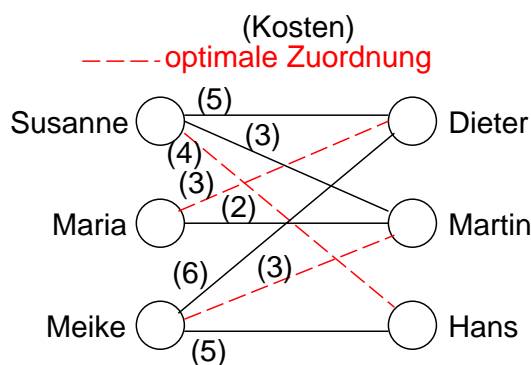 (Kosten)
optimale Zuordnung
(5)
Susanne
Dieter
(3)
(4)
(3)
(2)
Maria
Martin
(6)
(3)
Meike
Hans
(5)